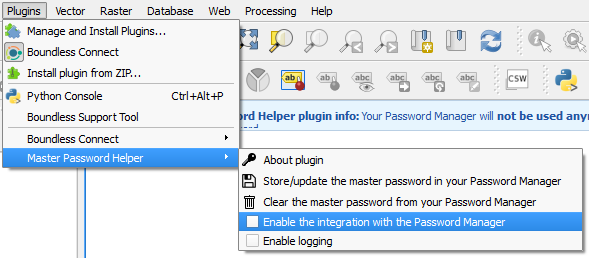 Plugins Vector Raster Database Web Processing Help
Manage and Install Plugins...
Boundless Connect
Install plugin from ZIP...
Python Console Ctrl+Alt+P
Boundless Support Tool
Boundless Connect
Master Password Helper
abc
abc
abc
abc
abc
CSW
rd Helper plugin info: Your Password Manager will not be used any
About plugin
Store/update the master password in your Password Manager
Clear the master password from your Password Manager
Enable the integration with the Password Manager
Enable logging